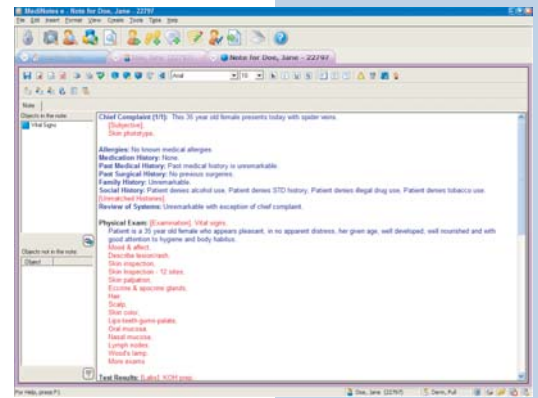 MediNotes e - Note for Doe, Jane - 22797
File Edit Insert Format View Create Tools Type Help
Note for Doe, Jane - 22797
Arial
10
Note
Objects in the note
Vital Signs
Chief Complaint (1/1): This 35 year old female presents today with spider veins.
[Subjective]
Skin phototype.
Allergies: No known medical allergies.
Medication History: None.
Past Medical History: Past medical history is unremarkable.
Past Surgical History: No previous surgeries.
Family History: Unremarkable.
Social History: Patient denies alcohol use. Patient denies STD history. Patient denies illegal drug use. Patient denies tobacco use.
[Unmatched Histories]
Review of Systems: Unremarkable with exception of chief complaint.
Physical Exam: [Examination]. Vital signs.
Patient is a 35 year old female who appears pleasant, in no apparent distress, her given age, well developed, well nourished and with
good attention to hygiene and body habitus.
Mood & affect.
Describe lesion/rash.
Skin inspection.
Skin Inspection - 12 sites.
Skin palpation.
Eccrine & apocrine glands.
Hair.
Scalp.
Skin color.
Lips-teeth-gums-palate.
Oral mucosa.
Nasal mucosa.
Lymph nodes.
Wood's lamp.
More exams
Objects not in the note
Object
Test Results: [Labs]. KOH prep.
For Help, press F1
Doe, Jane (22797)
Derm, Full